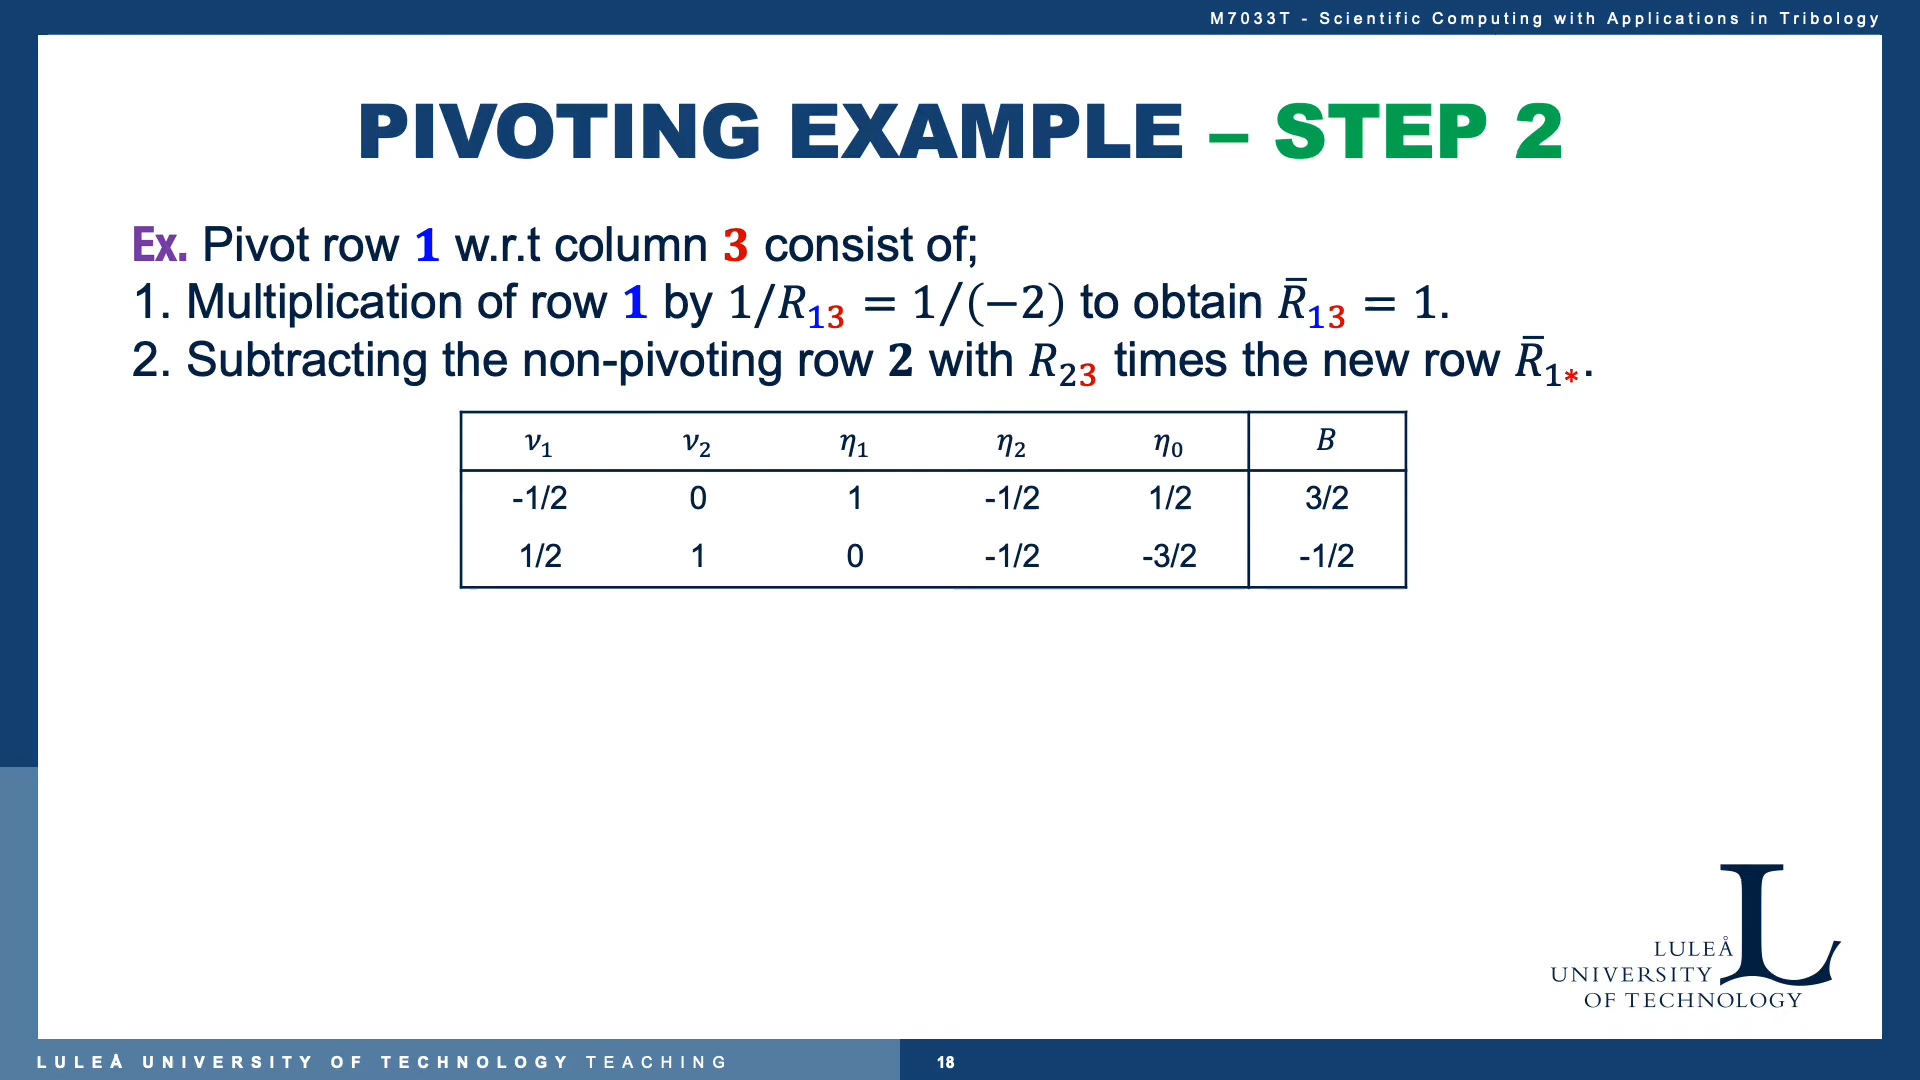 M7033T - Scientific Computing with Applications in Tribology
PIVOTING EXAMPLE – STEP 2
Ex. Pivot row 1 w.r.t column 3 consist of;
1. Multiplication of row 1 by 1/R₁₃ = 1/(−2) to obtain R̄₁₃ = 1.
2. Subtracting the non-pivoting row 2 with R₂₃ times the new row R̄₁*.
ν₁ ν₂ η₁ η₂ η₀ B
-1/2 0 1 -1/2 1/2 3/2
1/2 1 0 -1/2 -3/2 -1/2
L
LULEÅ
UNIVERSITY
OF TECHNOLOGY
LULEÅ UNIVERSITY OF TECHNOLOGY TEACHING 18